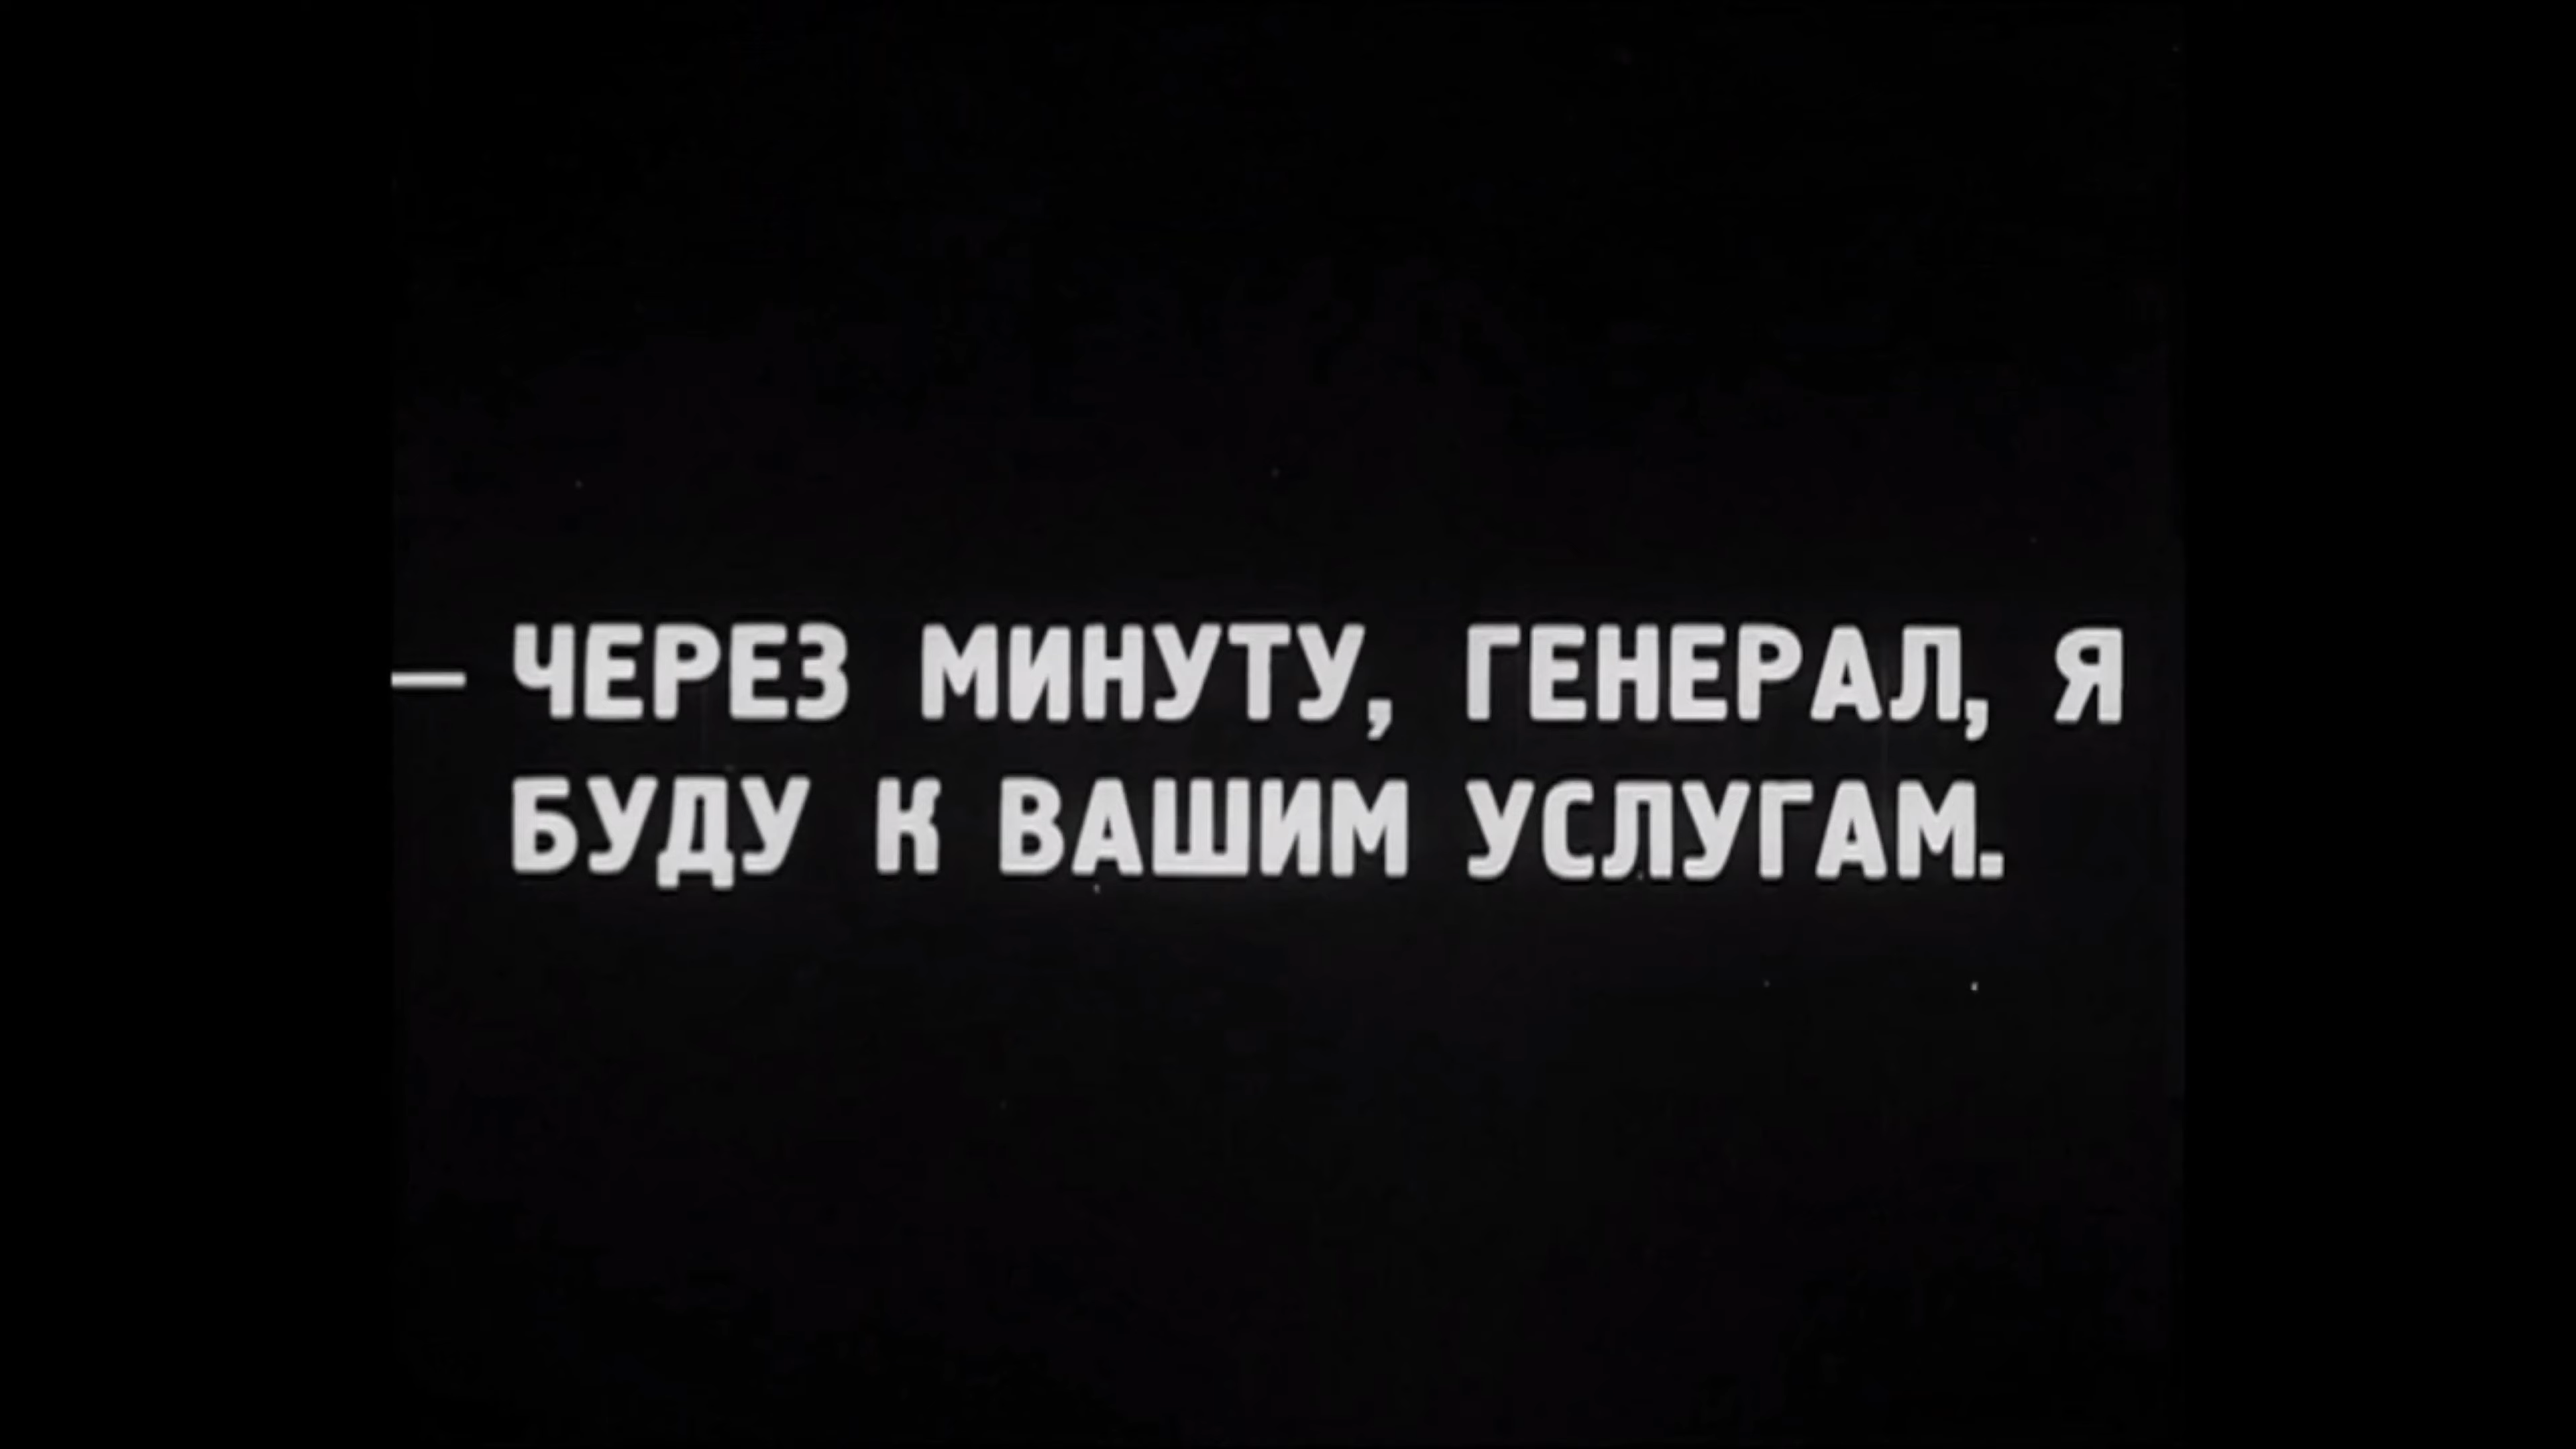 — ЧЕРЕЗ МИНУТУ, ГЕНЕРАЛ, Я
БУДУ К ВАШИМ УСЛУГАМ.